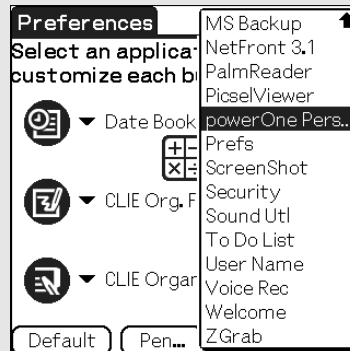 Preferences
Select an applica
customize each b
Date Book
CLIE Org. F
CLIE Organ
Default
Pen...
MS Backup
NetFront 3.1
PalmReader
PicselViewer
powerOne Pers...
Prefs
ScreenShot
Security
Sound Utl
To Do List
User Name
Voice Rec
Welcome
ZGrab